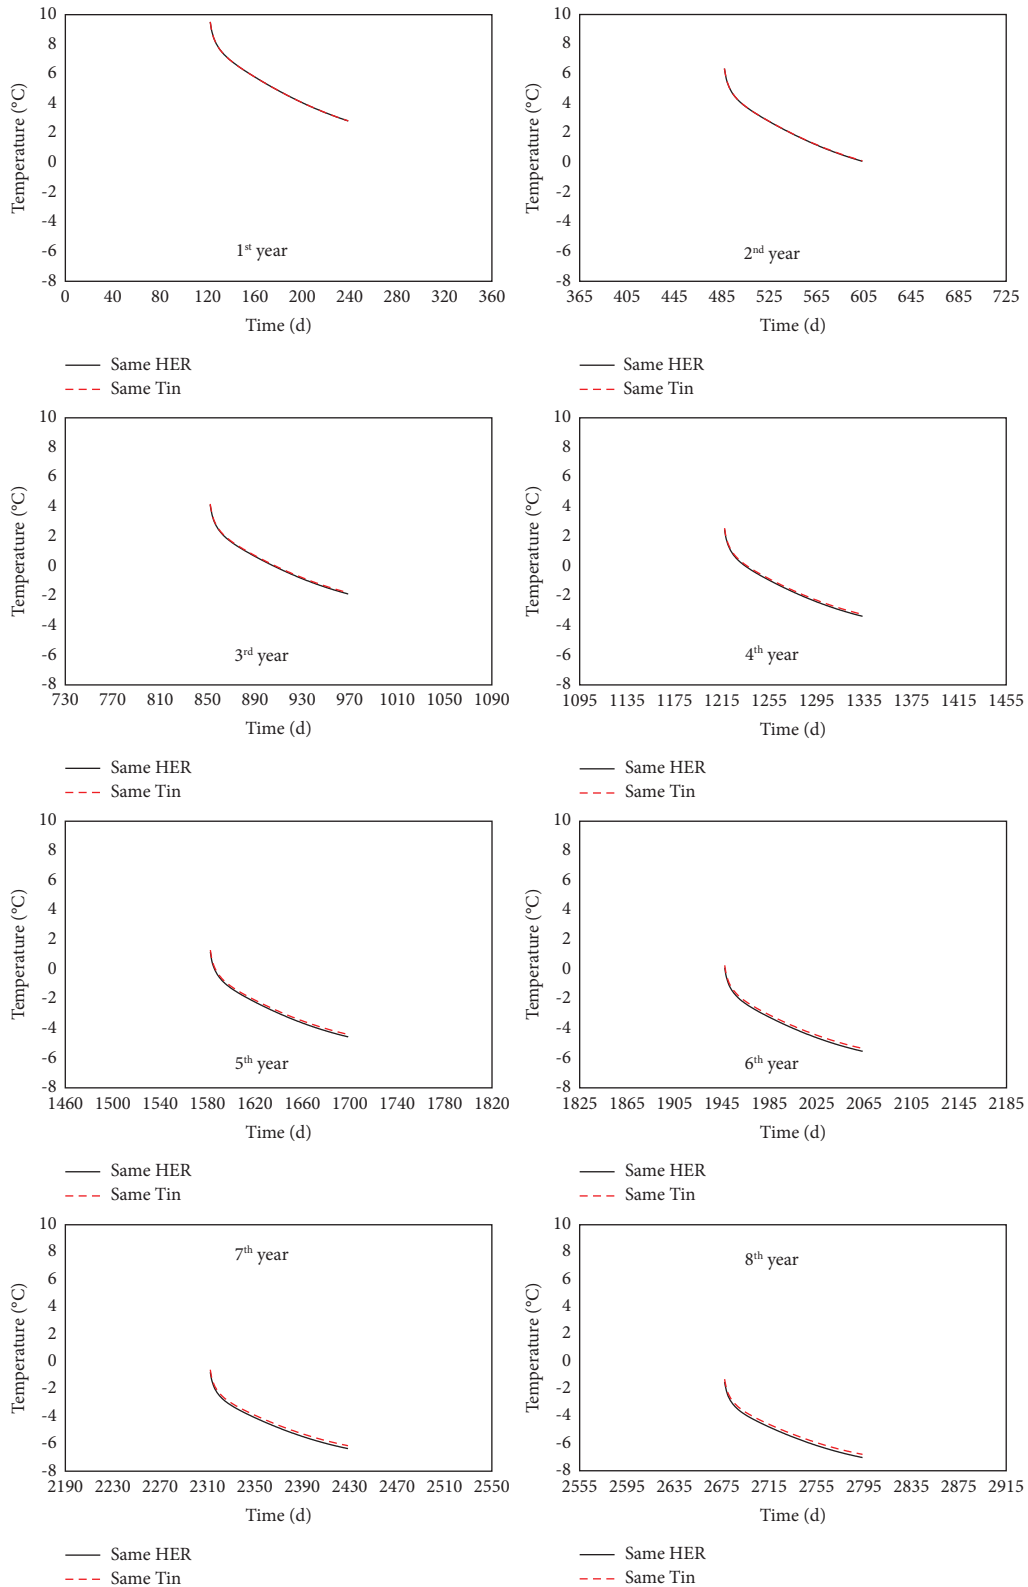 10
8
6
4
2
0
-2
-4
-6
-8
Temperature (°C)
1st year
0 40 80 120 160 200 240 280 320 360
Time (d)
Same HER
Same Tin
10
8
6
4
2
0
-2
-4
-6
-8
Temperature (°C)
2nd year
365 405 445 485 525 565 605 645 685 725
Time (d)
Same HER
Same Tin
10
8
6
4
2
0
-2
-4
-6
-8
Temperature (°C)
3rd year
730 770 810 850 890 930 970 1010 1050 1090
Time (d)
Same HER
Same Tin
10
8
6
4
2
0
-2
-4
-6
-8
Temperature (°C)
4th year
1095 1135 1175 1215 1255 1295 1335 1375 1415 1455
Time (d)
Same HER
Same Tin
10
8
6
4
2
0
-2
-4
-6
-8
Temperature (°C)
5th year
1460 1500 1540 1580 1620 1660 1700 1740 1780 1820
Time (d)
Same HER
Same Tin
10
8
6
4
2
0
-2
-4
-6
-8
Temperature (°C)
6th year
1825 1865 1905 1945 1985 2025 2065 2105 2145 2185
Time (d)
Same HER
Same Tin
10
8
6
4
2
0
-2
-4
-6
-8
Temperature (°C)
7th year
2190 2230 2270 2310 2350 2390 2430 2470 2510 2550
Time (d)
Same HER
Same Tin
10
8
6
4
2
0
-2
-4
-6
-8
Temperature (°C)
8th year
2555 2595 2635 2675 2715 2755 2795 2835 2875 2915
Time (d)
Same HER
Same Tin